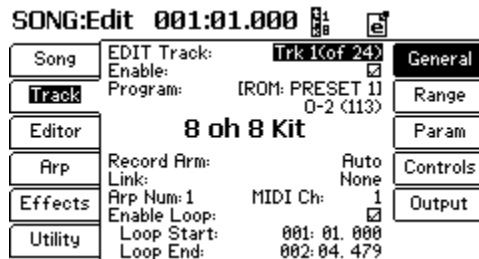 SONG:Edit 001:01.000
Song
Track
Editor
Arp
Effects
Utility
EDIT Track: Trk 1(of 24)
Enable: ☑
Program: [ROM: PRESET 1]
0-2 (113)
8 oh 8 Kit
Record Arm: Auto
Link: None
Arp Num: 1 MIDI Ch: 1
Enable Loop: ☑
Loop Start: 001: 01. 000
Loop End: 002: 04. 479
General
Range
Param
Controls
Output